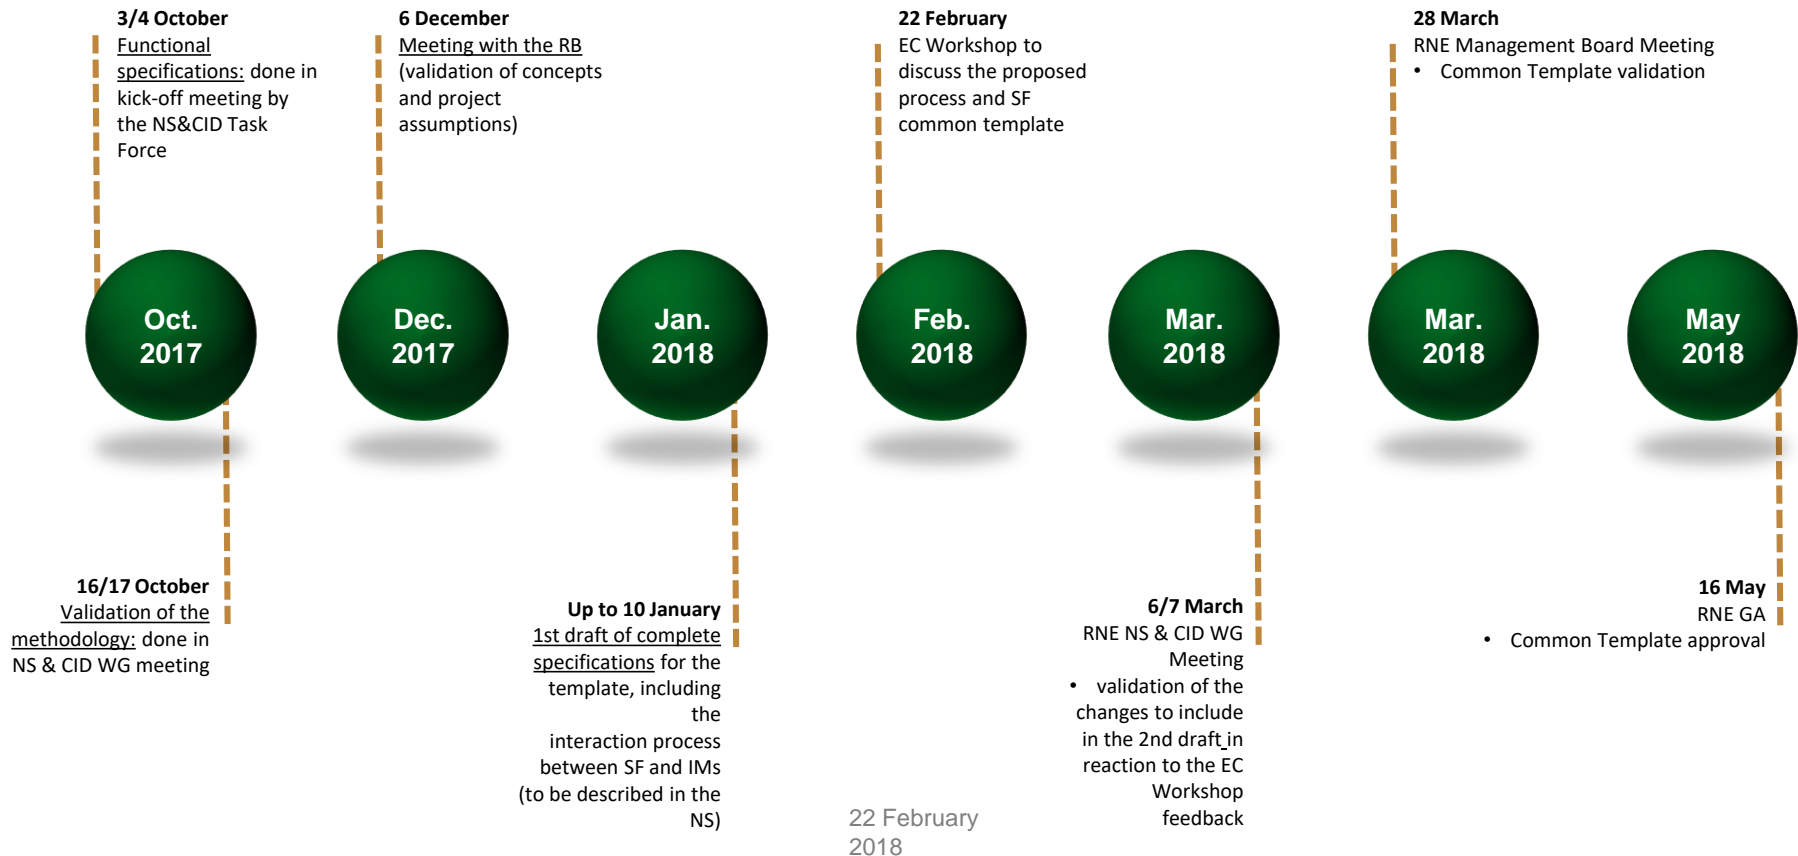 3/4 October
Functional
specifications: done in
kick-off meeting by
the NS&CID Task
Force
6 December
Meeting with the RB
(validation of concepts
and project
assumptions)
22 February
EC Workshop to
discuss the proposed
process and SF
common template
28 March
RNE Management Board Meeting
• Common Template validation
Oct.
2017
Dec.
2017
Jan.
2018
Feb.
2018
Mar.
2018
Mar.
2018
May
2018
16/17 October
Validation of the
methodology: done in
NS & CID WG meeting
Up to 10 January
1st draft of complete
specifications for the
template, including
the
interaction process
between SF and IMs
(to be described in the
NS)
6/7 March
RNE NS & CID WG
Meeting
• validation of the
changes to include
in the 2nd draft in
reaction to the EC
Workshop
feedback
16 May
RNE GA
• Common Template approval
22 February
2018